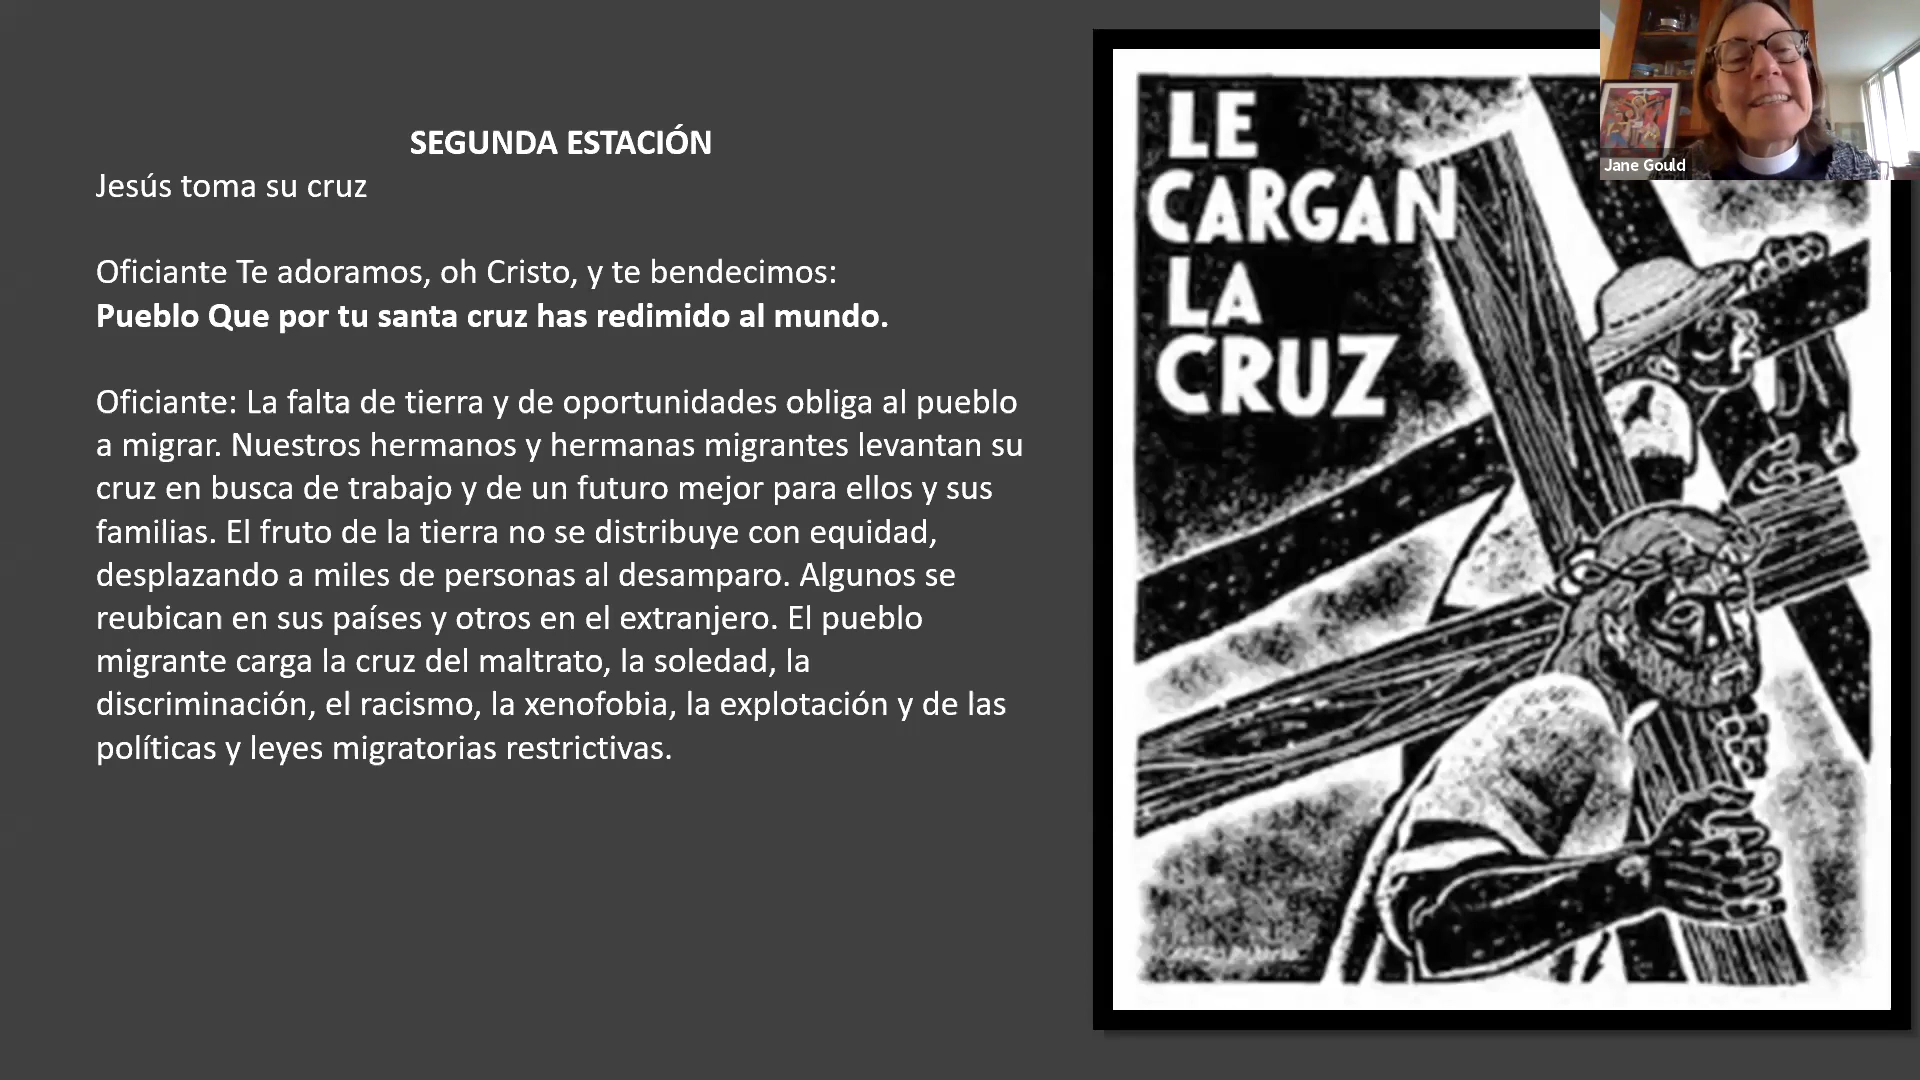 SEGUNDA ESTACIÓN
Jesús toma su cruz
Oficiante Te adoramos, oh Cristo, y te bendecimos:
Pueblo Que por tu santa cruz has redimido al mundo.
Oficiante: La falta de tierra y de oportunidades obliga al pueblo
a migrar. Nuestros hermanos y hermanas migrantes levantan su
cruz en busca de trabajo y de un futuro mejor para ellos y sus
familias. El fruto de la tierra no se distribuye con equidad,
desplazando a miles de personas al desamparo. Algunos se
reubican en sus países y otros en el extranjero. El pueblo
migrante carga la cruz del maltrato, la soledad, la
discriminación, el racismo, la xenofobia, la explotación y de las
políticas y leyes migratorias restrictivas.
LE
CARGAN
LA
CRUZ
Jane Gould